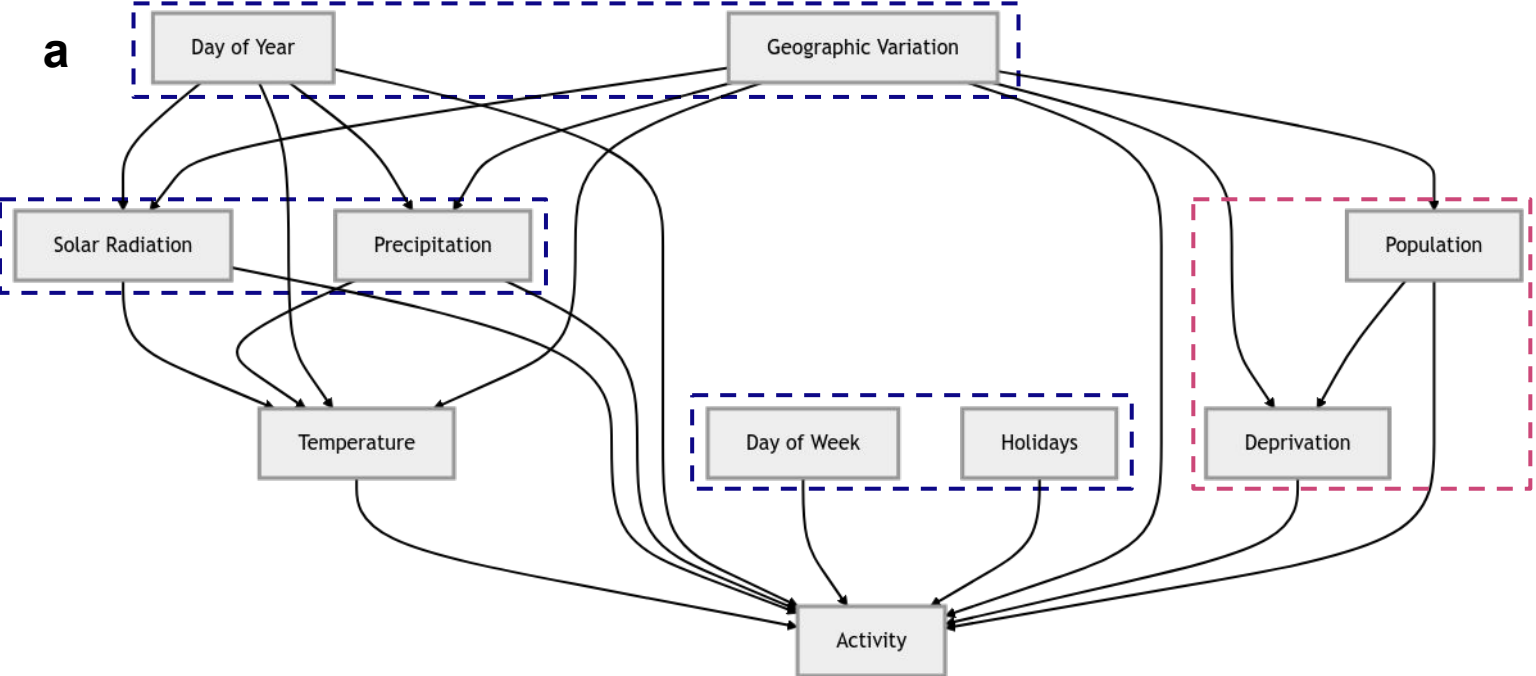 a
Day of Year
Geographic Variation
Solar Radiation
Precipitation
Population
Temperature
Day of Week
Holidays
Deprivation
Activity